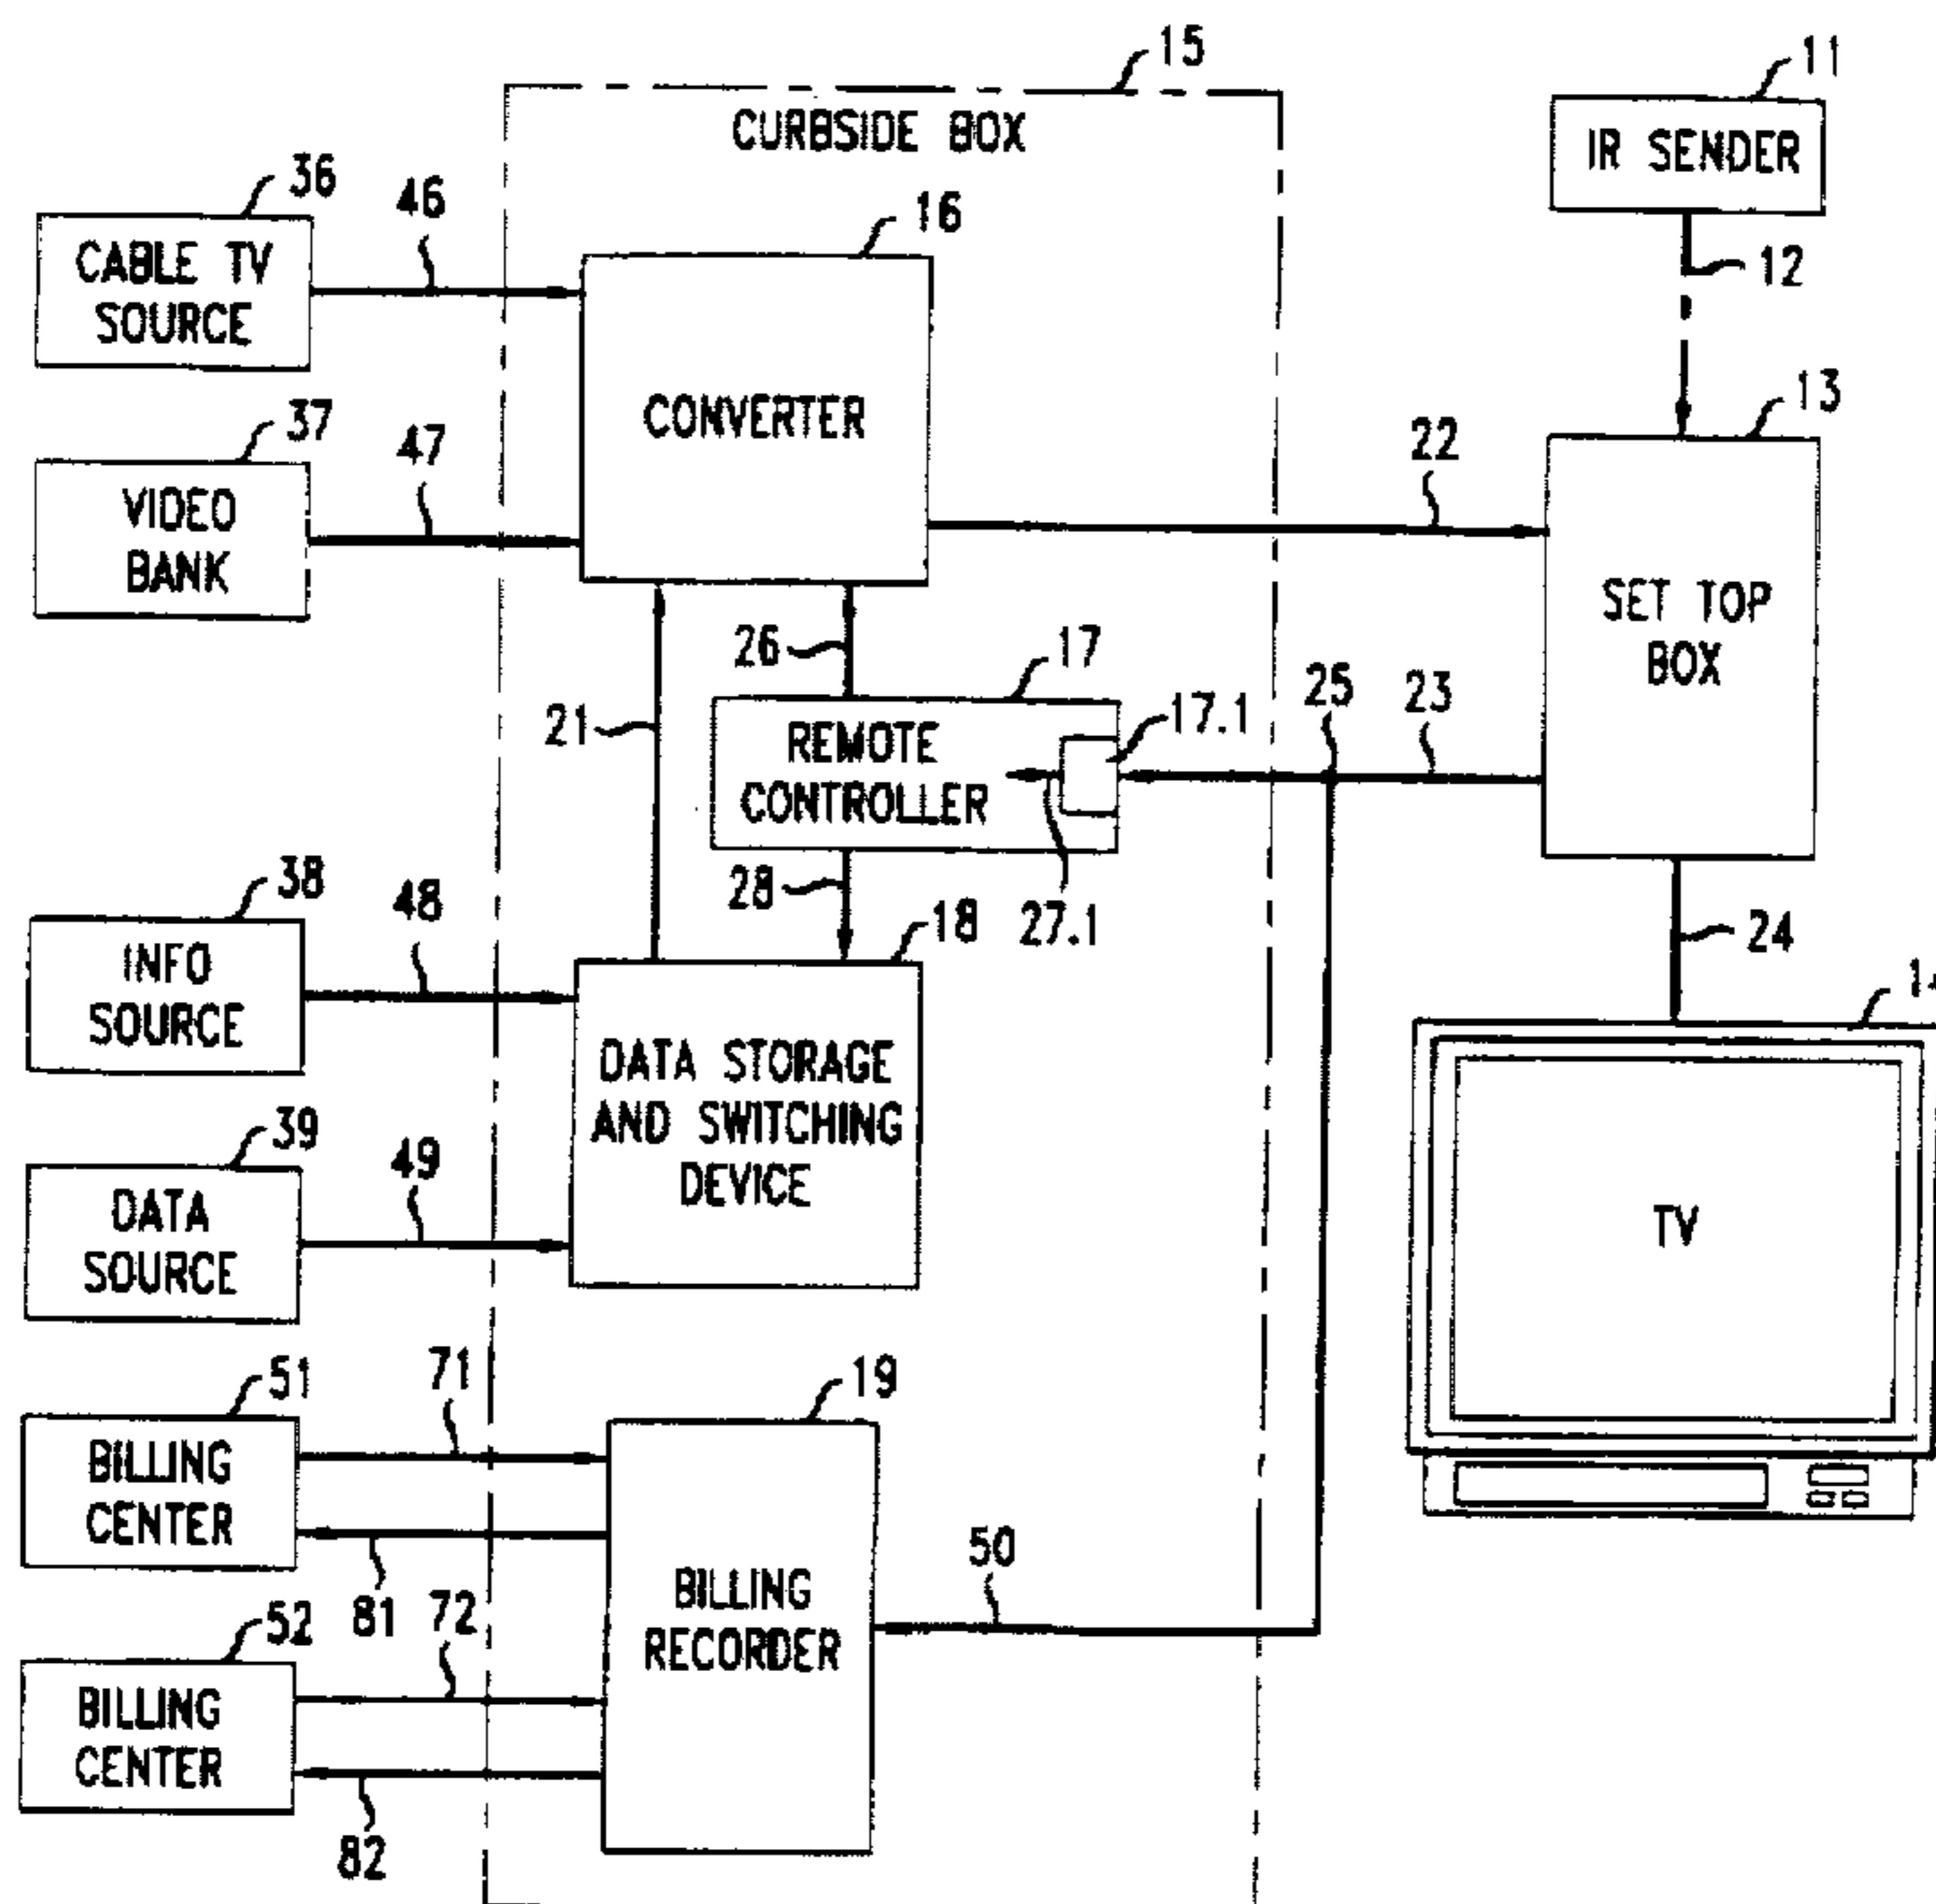 15
11
CURBSIDE BOX
IR SENDER
36
46
16
12
CABLE TV
SOURCE
CONVERTER
13
37
47
22
VIDEO
BANK
SET TOP
BOX
26
17
21
25
23
17.1
REMOTE
CONTROLLER
38
48
28
27.1
18
24
INFO
SOURCE
DATA STORAGE
AND SWITCHING
DEVICE
39
49
TV
DATA
SOURCE
51
71
19
BILLING
CENTER
50
81
72
BILLING
RECORDER
52
BILLING
CENTER
82